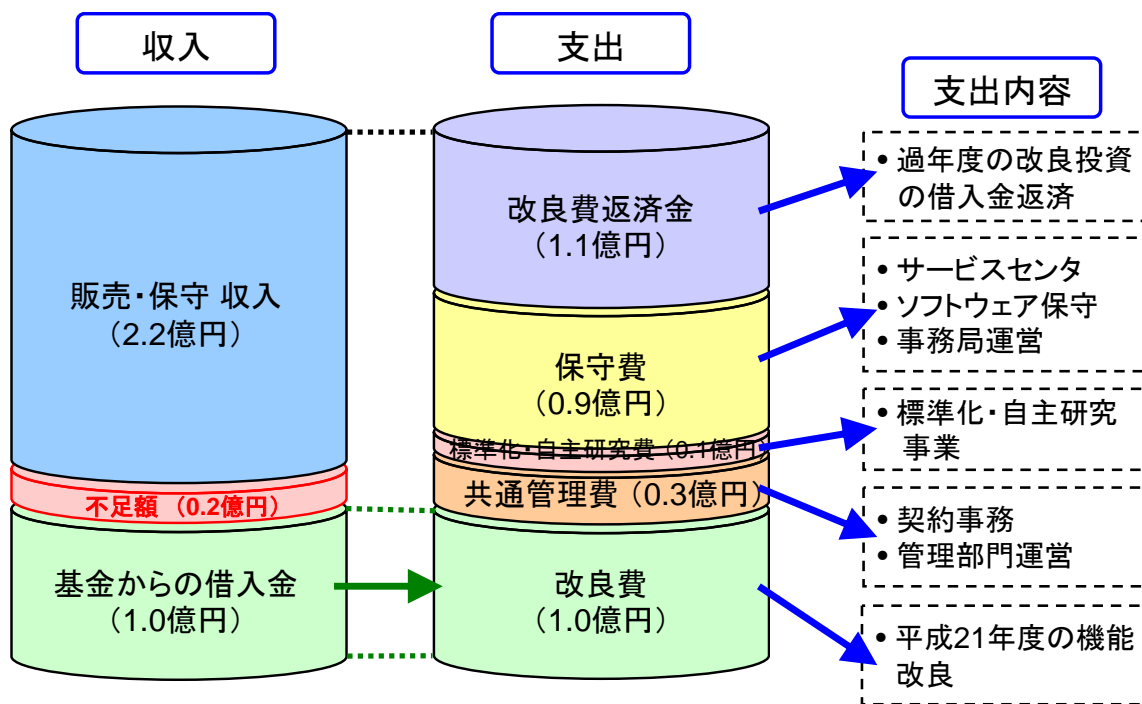 収入
支出
支出内容
販売・保守 収入
（2.2億円）
不足額 （0.2億円）
基金からの借入金
（1.0億円）
改良費返済金
（1.1億円）
保守費
（0.9億円）
標準化・自主研究費（0.1億円）
共通管理費（0.3億円）
改良費
（1.0億円）
• 過年度の改良投資
の借入金返済
• サービスセンタ
• ソフトウェア保守
• 事務局運営
• 標準化・自主研究
事業
• 契約事務
• 管理部門運営
• 平成21年度の機能
改良